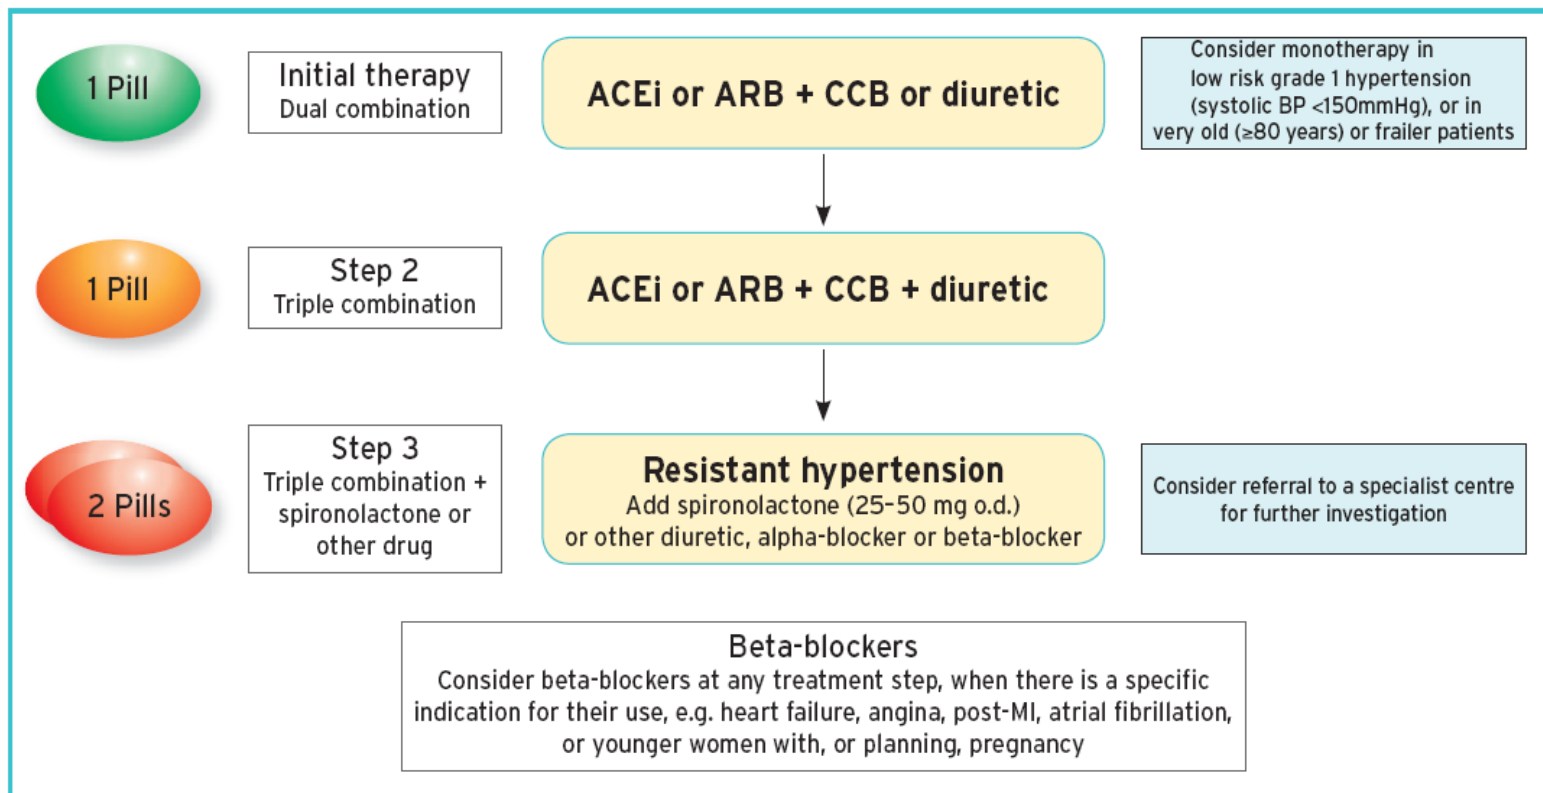 1 Pill
Initial therapy
Dual combination
ACEi or ARB + CCB or diuretic
Consider monotherapy in
low risk grade 1 hypertension
(systolic BP <150mmHg), or in
very old (≥80 years) or frailer patients
1 Pill
Step 2
Triple combination
ACEi or ARB + CCB + diuretic
2 Pills
Step 3
Triple combination +
spironolactone or
other drug
Resistant hypertension
Add spironolactone (25–50 mg o.d.)
or other diuretic, alpha-blocker or beta-blocker
Consider referral to a specialist centre
for further investigation
Beta-blockers
Consider beta-blockers at any treatment step, when there is a specific
indication for their use, e.g. heart failure, angina, post-MI, atrial fibrillation,
or younger women with, or planning, pregnancy